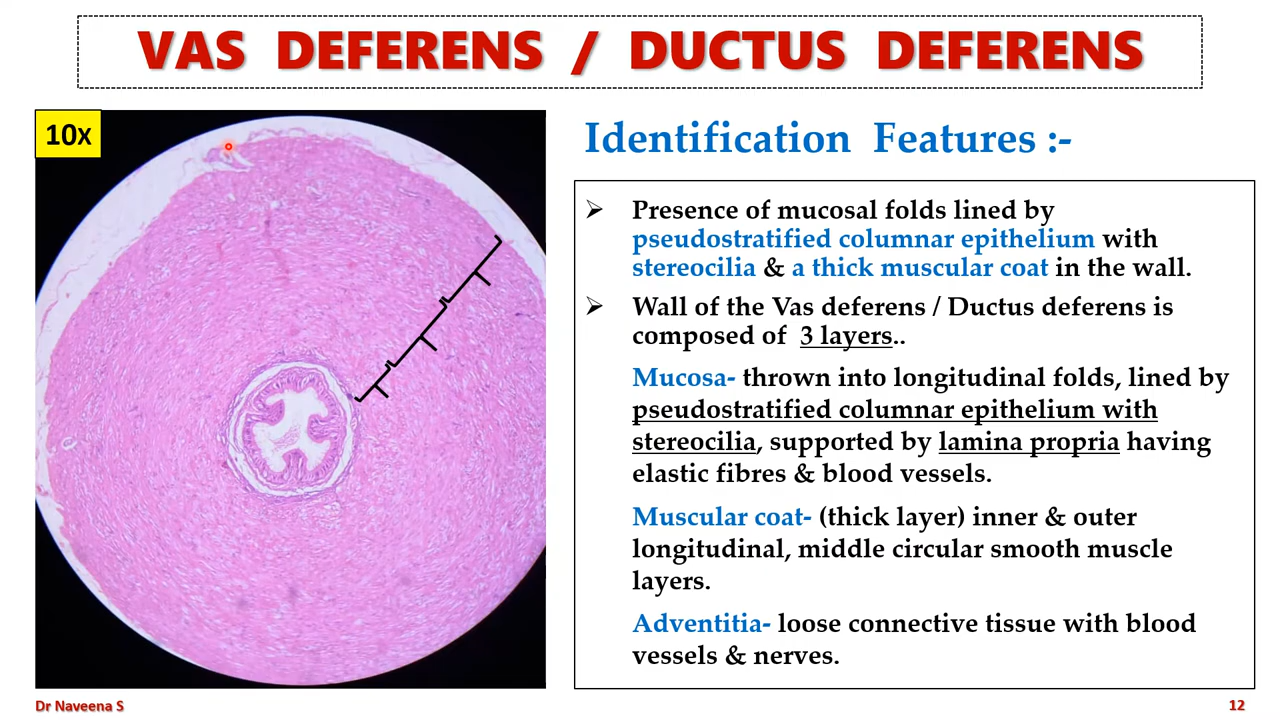 VAS DEFERENS / DUCTUS DEFERENS
10x
Identification Features :-
➢ Presence of mucosal folds lined by
pseudostratified columnar epithelium with
stereocilia & a thick muscular coat in the wall.
➢ Wall of the Vas deferens / Ductus deferens is
composed of 3 layers..
Mucosa- thrown into longitudinal folds, lined by
pseudostratified columnar epithelium with
stereocilia, supported by lamina propria having
elastic fibres & blood vessels.
Muscular coat- (thick layer) inner & outer
longitudinal, middle circular smooth muscle
layers.
Adventitia- loose connective tissue with blood
vessels & nerves.
Dr Naveena S
12